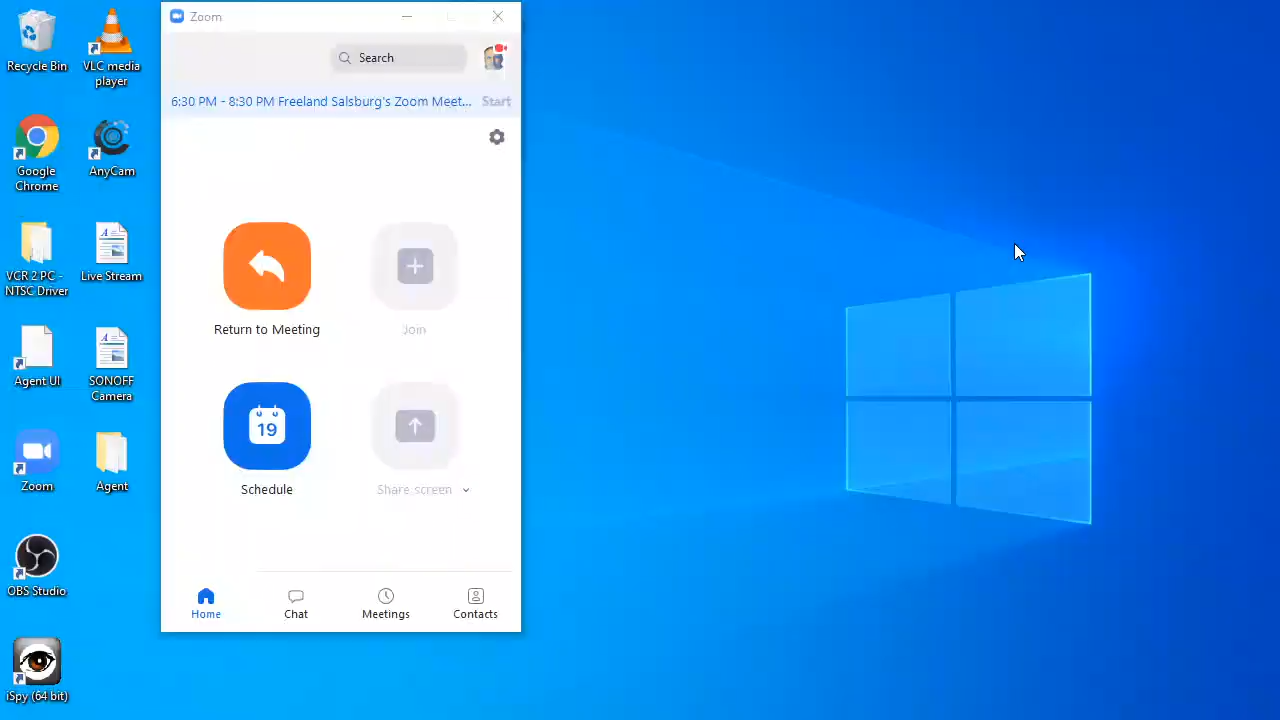 Recycle Bin
VLC media
player
Google
Chrome
AnyCam
VCR 2 PC -
NTSC Driver
Live Stream
Agent UI
SONOFF
Camera
Zoom
Agent
OBS Studio
iSpy (64 bit)
Zoom
Search
6:30 PM - 8:30 PM Freeland Salsburg's Zoom Meet... Start
Return to Meeting
Join
19
Schedule
Share screen
Home
Chat
Meetings
Contacts